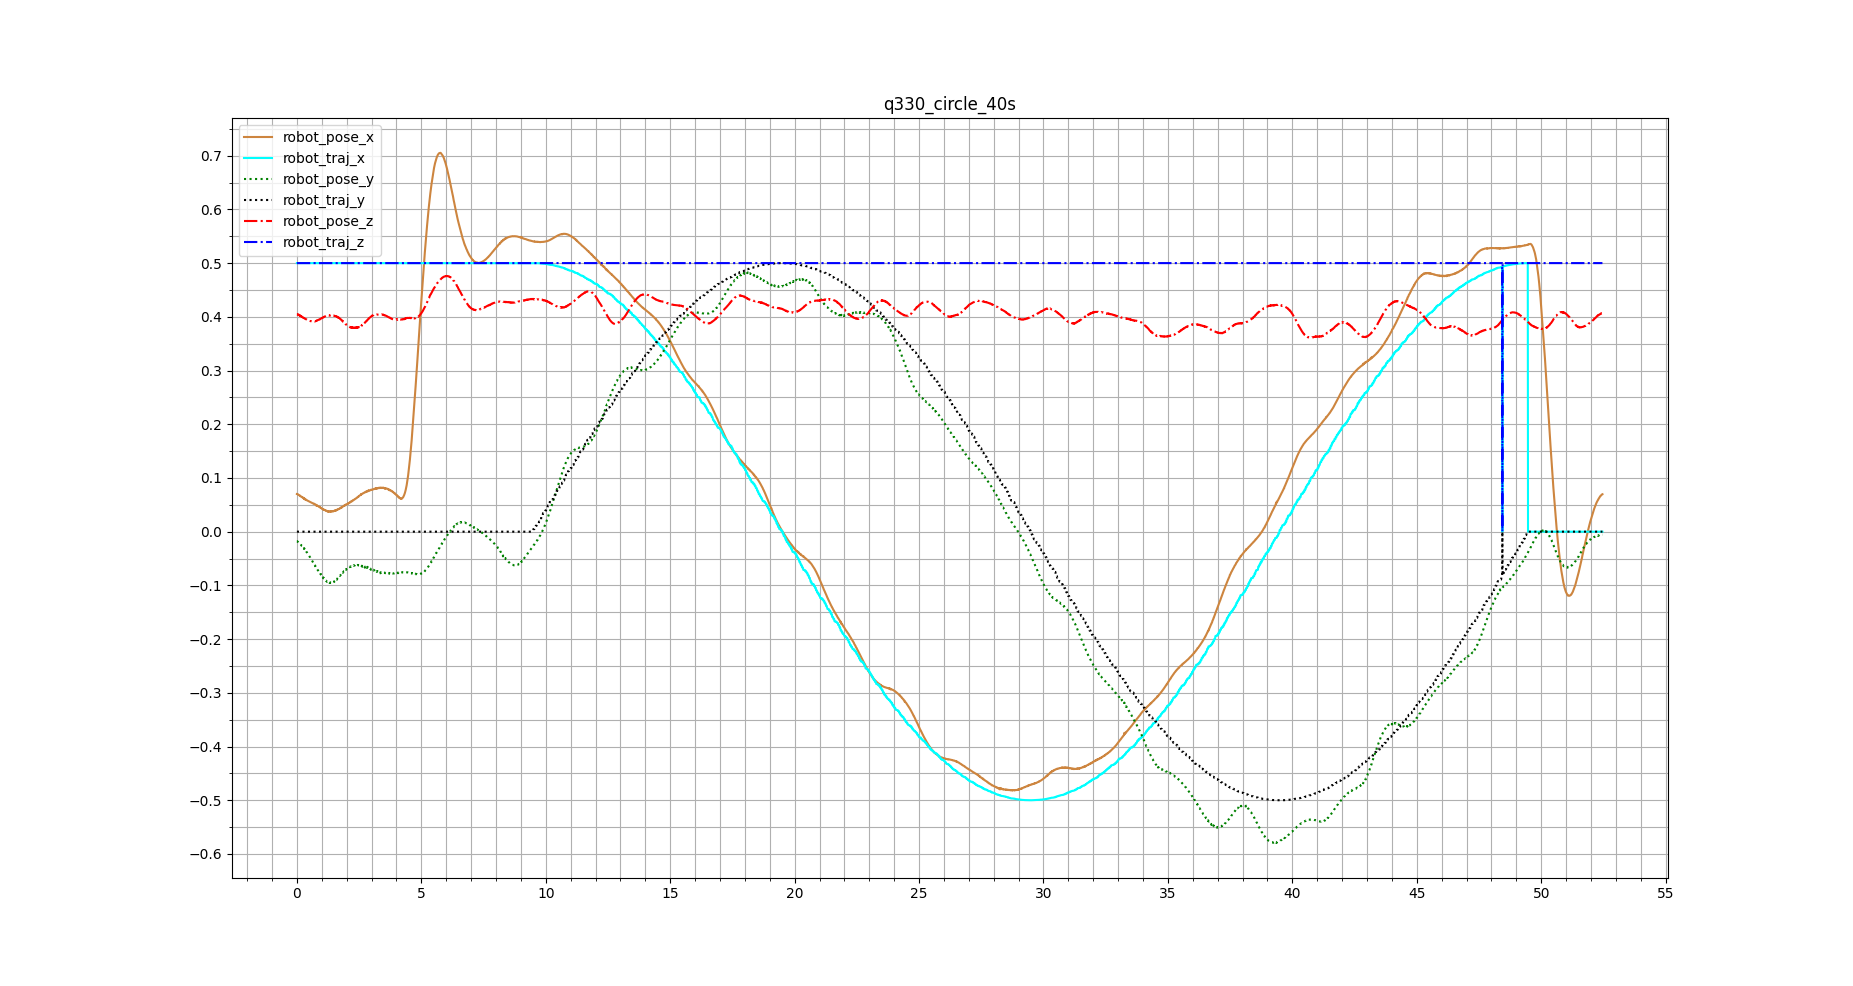 q330_circle_40s
robot_pose_x
robot_traj_x
robot_pose_y
robot_traj_y
robot_pose_z
robot_traj_z
0.7
0.6
0.5
0.4
0.3
0.2
0.1
0.0
−0.1
−0.2
−0.3
−0.4
−0.5
−0.6
0 5 10 15 20 25 30 35 40 45 50 55